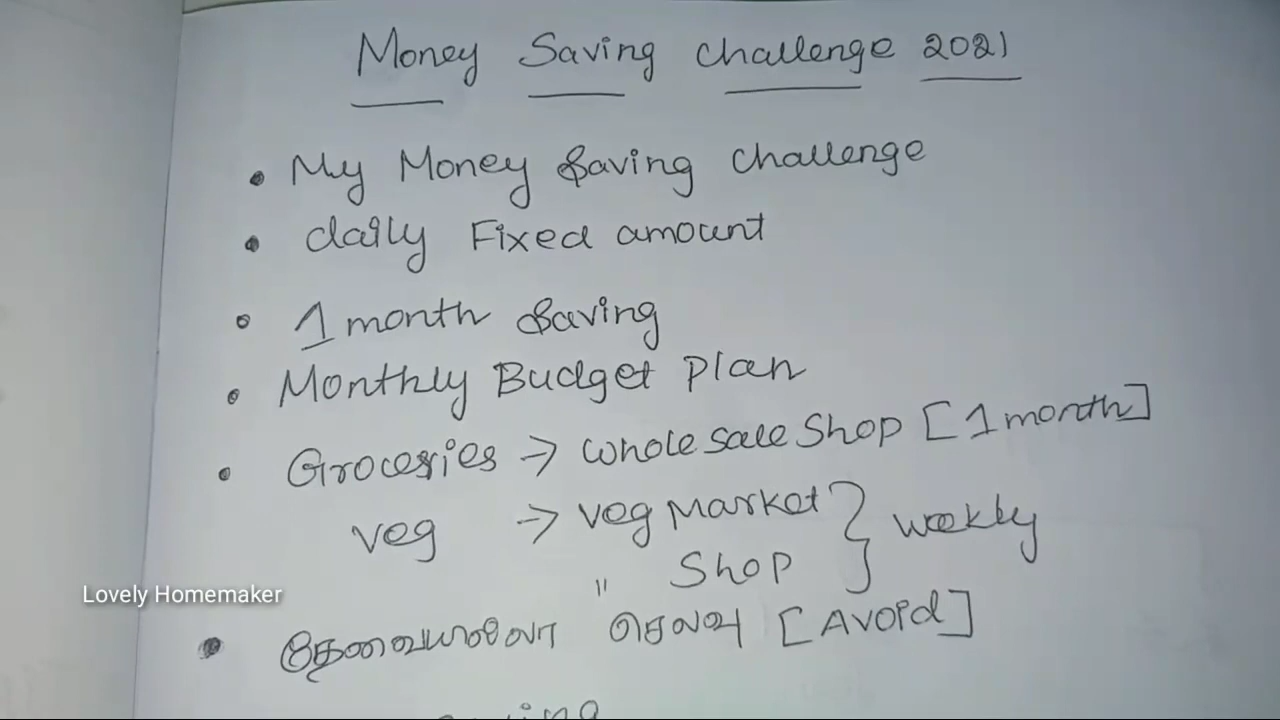 Money Saving Challenge 2021
• My Money Saving Challenge
• daily Fixed amount
• 1 month Saving
• Monthly Budget Plan
• Groceries → Whole sale Shop [1 month]
Veg → Veg Market } Weekly
" Shop
• தேவையில்லா செலவு [Avoid]
Lovely Homemaker